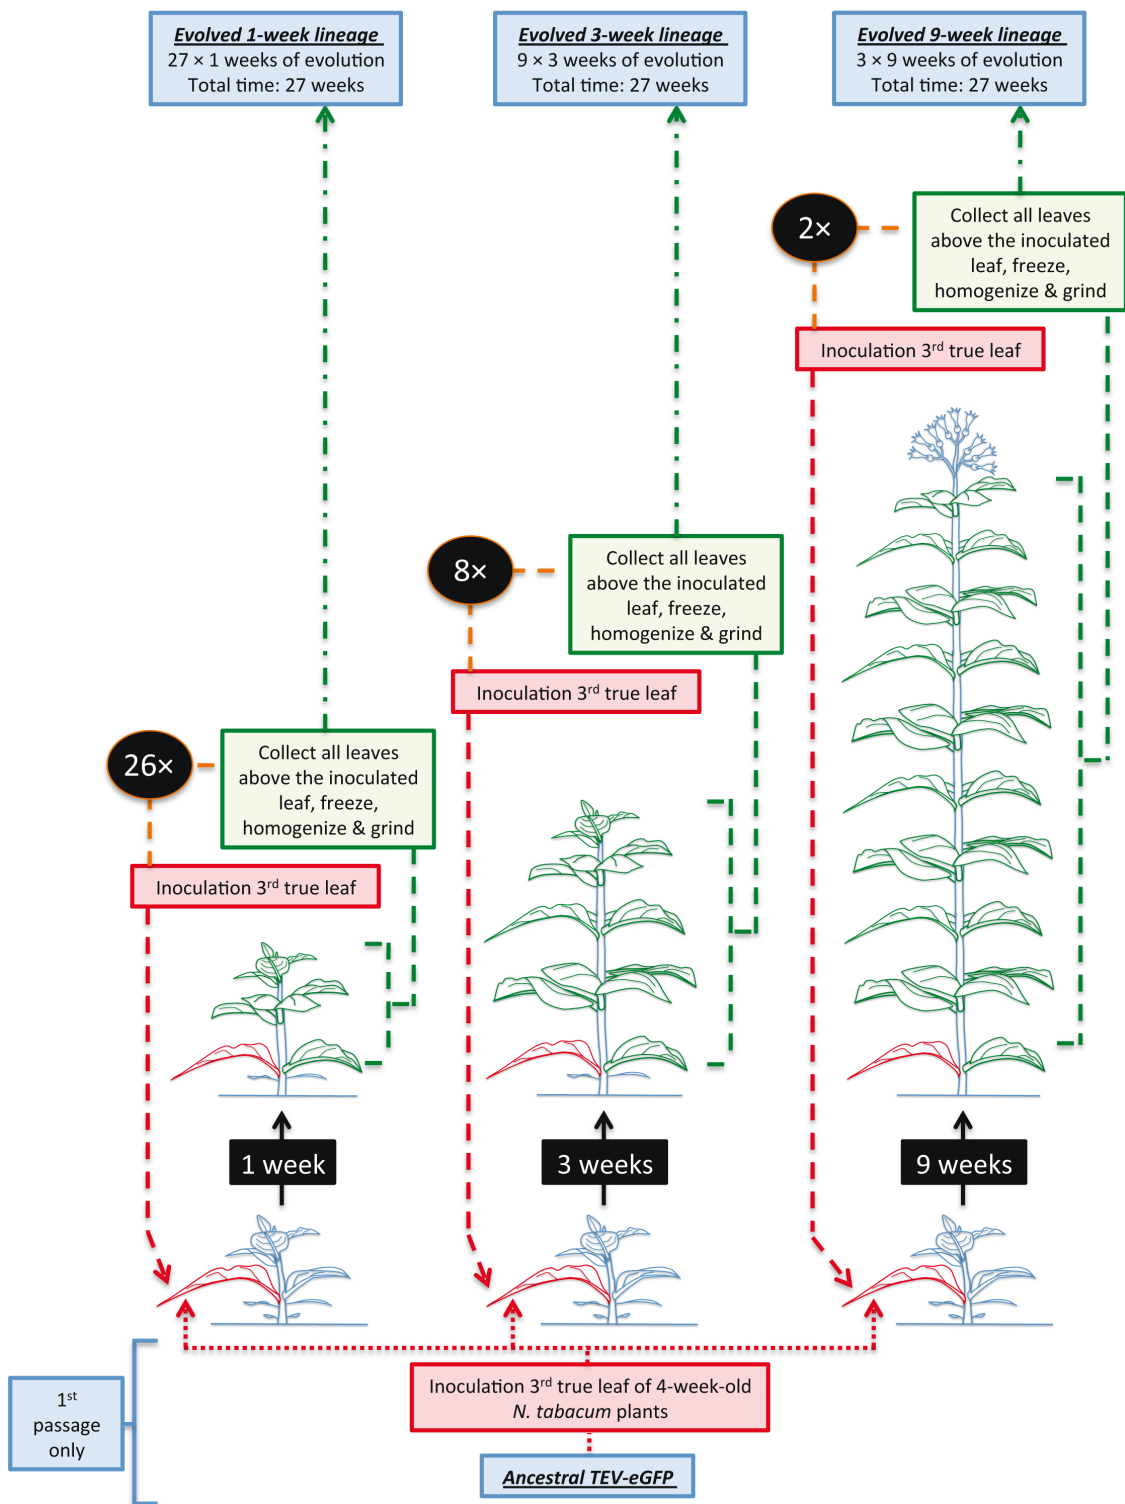 Evolved 1-week lineage
27 × 1 weeks of evolution
Total time: 27 weeks
Evolved 3-week lineage
9 × 3 weeks of evolution
Total time: 27 weeks
Evolved 9-week lineage
3 × 9 weeks of evolution
Total time: 27 weeks
2×
Collect all leaves
above the inoculated
leaf, freeze,
homogenize & grind
Inoculation 3rd true leaf
8×
Collect all leaves
above the inoculated
leaf, freeze,
homogenize & grind
Inoculation 3rd true leaf
26×
Collect all leaves
above the inoculated
leaf, freeze,
homogenize & grind
Inoculation 3rd true leaf
1 week
3 weeks
9 weeks
1st
passage
only
Inoculation 3rd true leaf of 4-week-old
N. tabacum plants
Ancestral TEV-eGFP